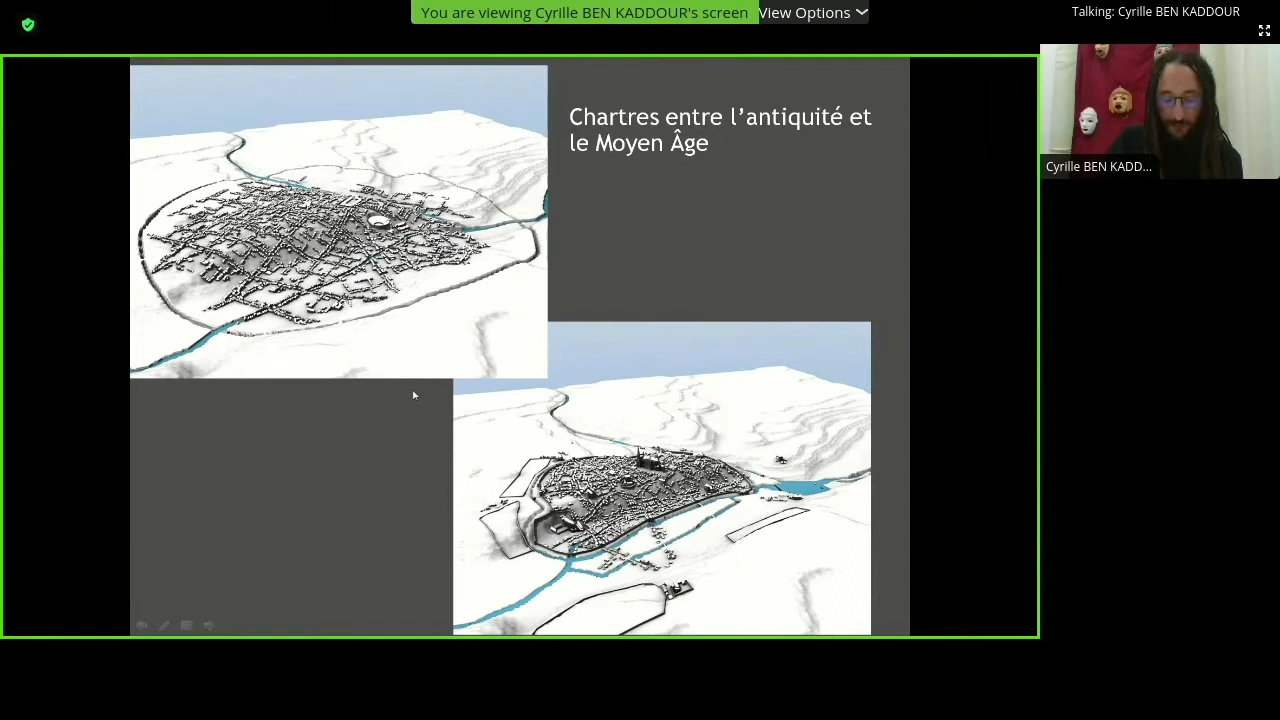 You are viewing Cyrille BEN KADDOUR's screen
View Options
Talking: Cyrille BEN KADDOUR
Chartres entre l’antiquité et
le Moyen Âge
Cyrille BEN KADD...